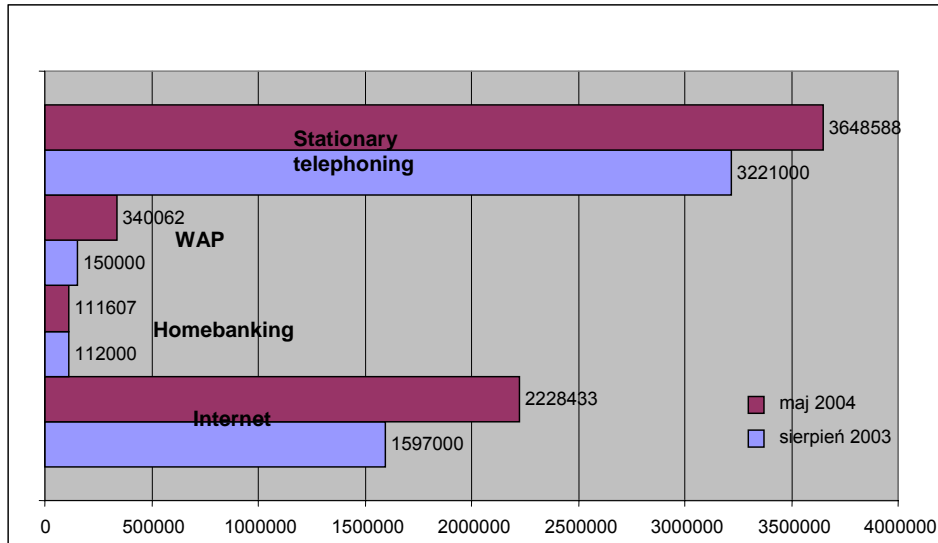 Stationary
telephoning
3648588
3221000
340062
WAP
150000
111607
Homebanking
112000
2228433
Internet
1597000
maj 2004
sierpień 2003
0 500000 1000000 1500000 2000000 2500000 3000000 3500000 4000000